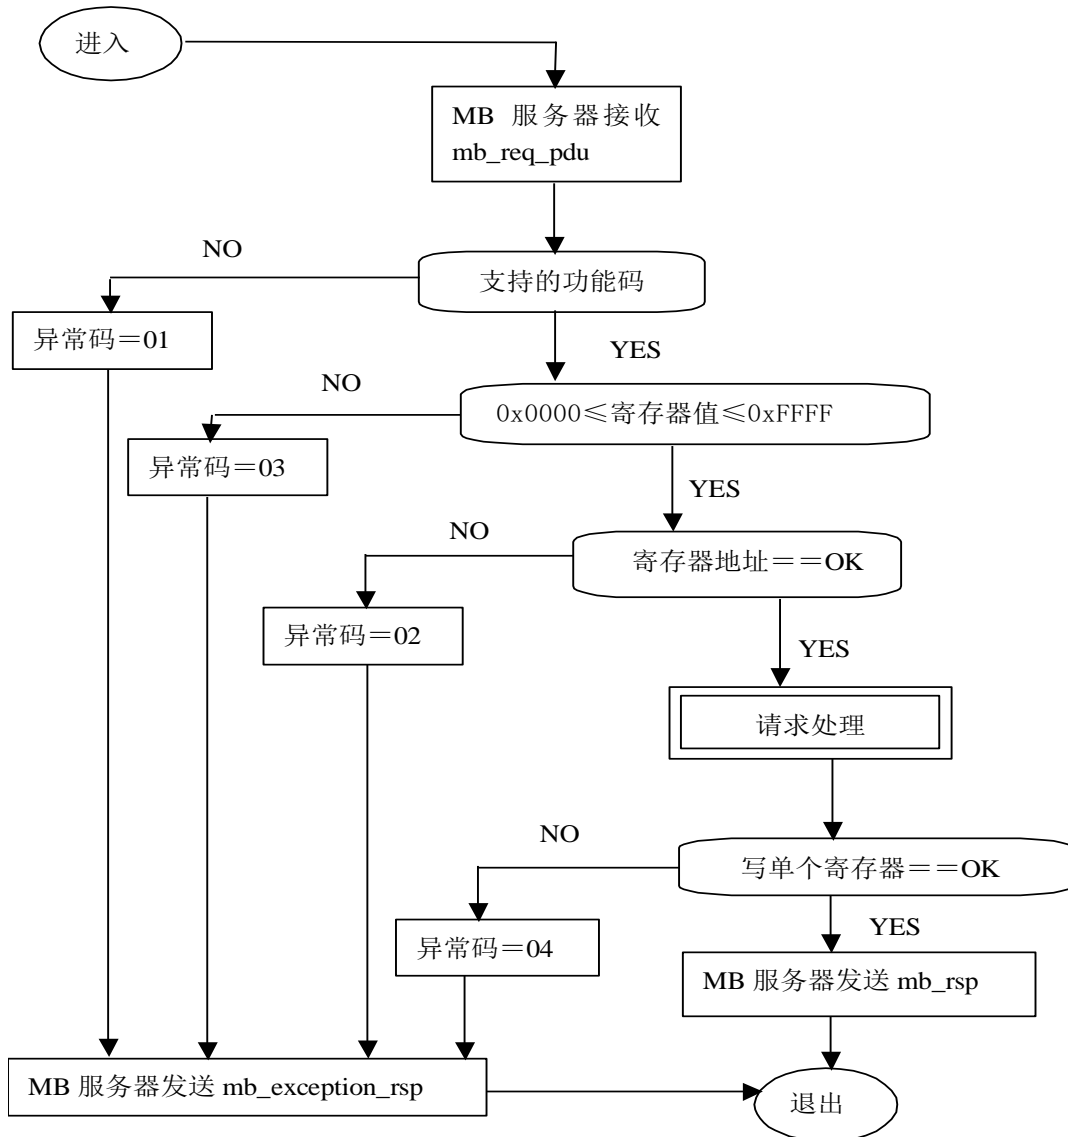 进入
MB 服务器接收
mb_req_pdu
NO
支持的功能码
异常码＝01
YES
NO
0x0000≤寄存器值≤0xFFFF
异常码＝03
YES
NO
寄存器地址＝＝OK
异常码＝02
YES
请求处理
NO
写单个寄存器＝＝OK
异常码＝04
YES
MB 服务器发送 mb_rsp
MB 服务器发送 mb_exception_rsp
退出